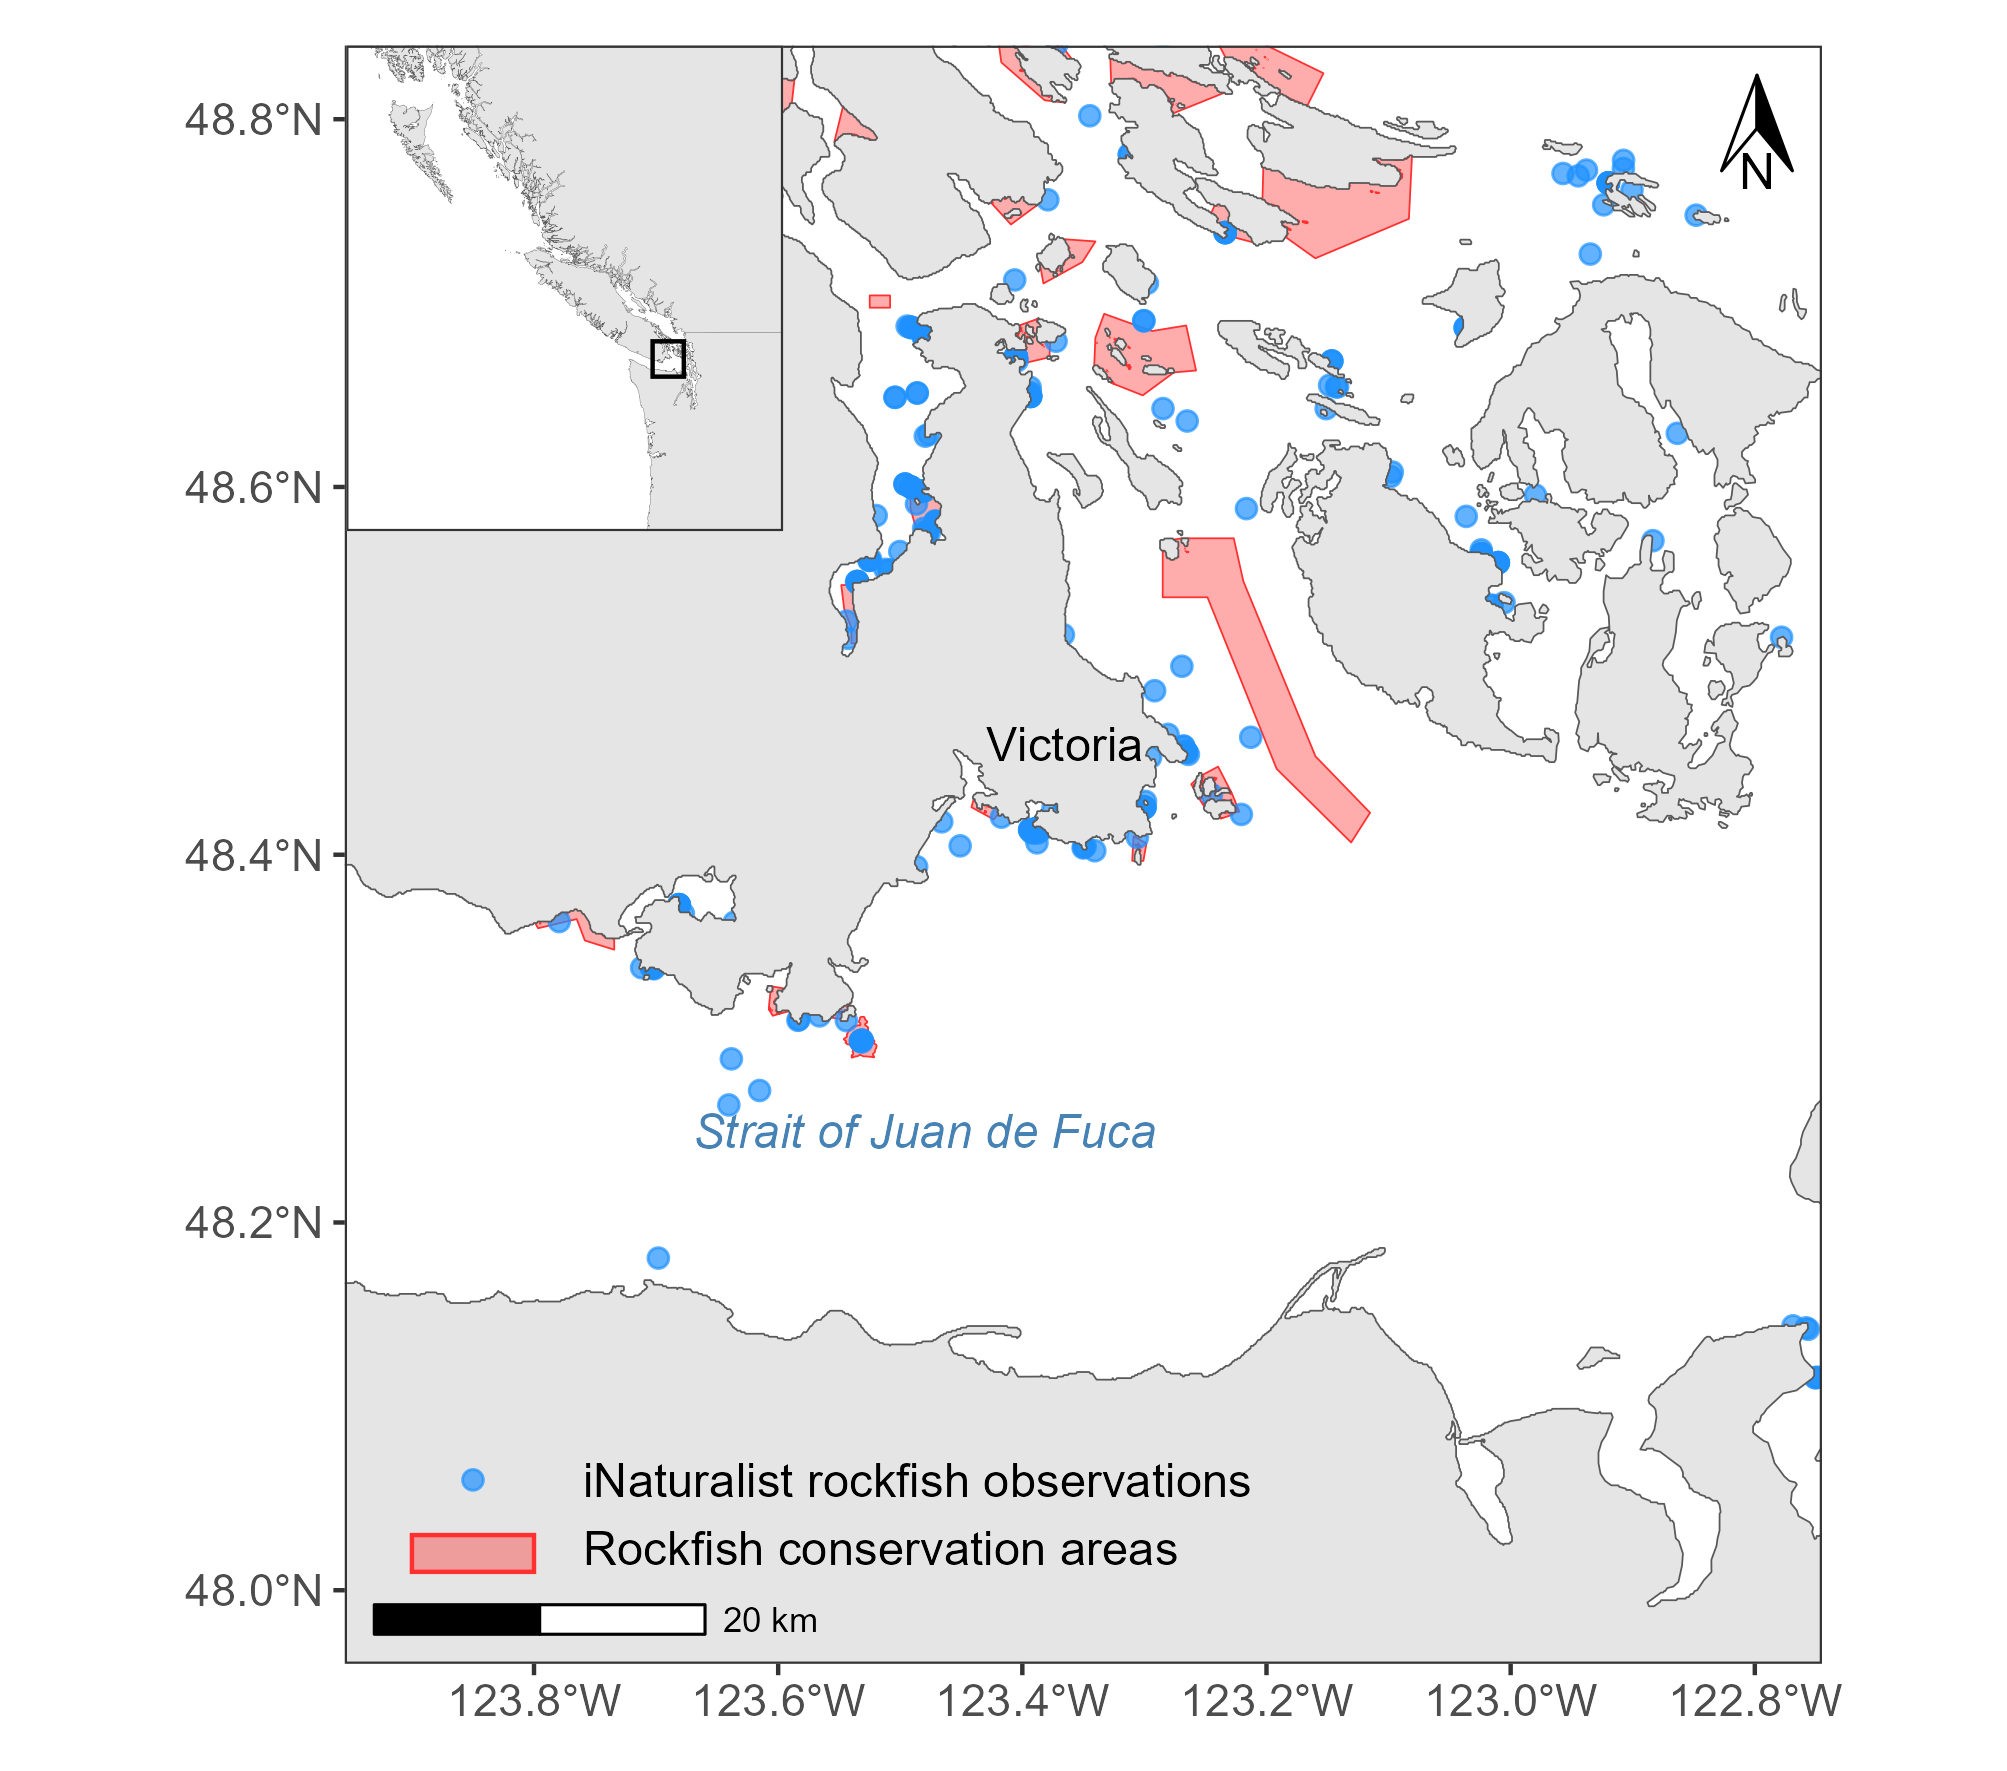 48.8°N
N
48.6°N
Victoria
48.4°N
Strait of Juan de Fuca
48.2°N
iNaturalist rockfish observations
Rockfish conservation areas
48.0°N
20 km
123.8°W
123.6°W
123.4°W
123.2°W
123.0°W
122.8°W